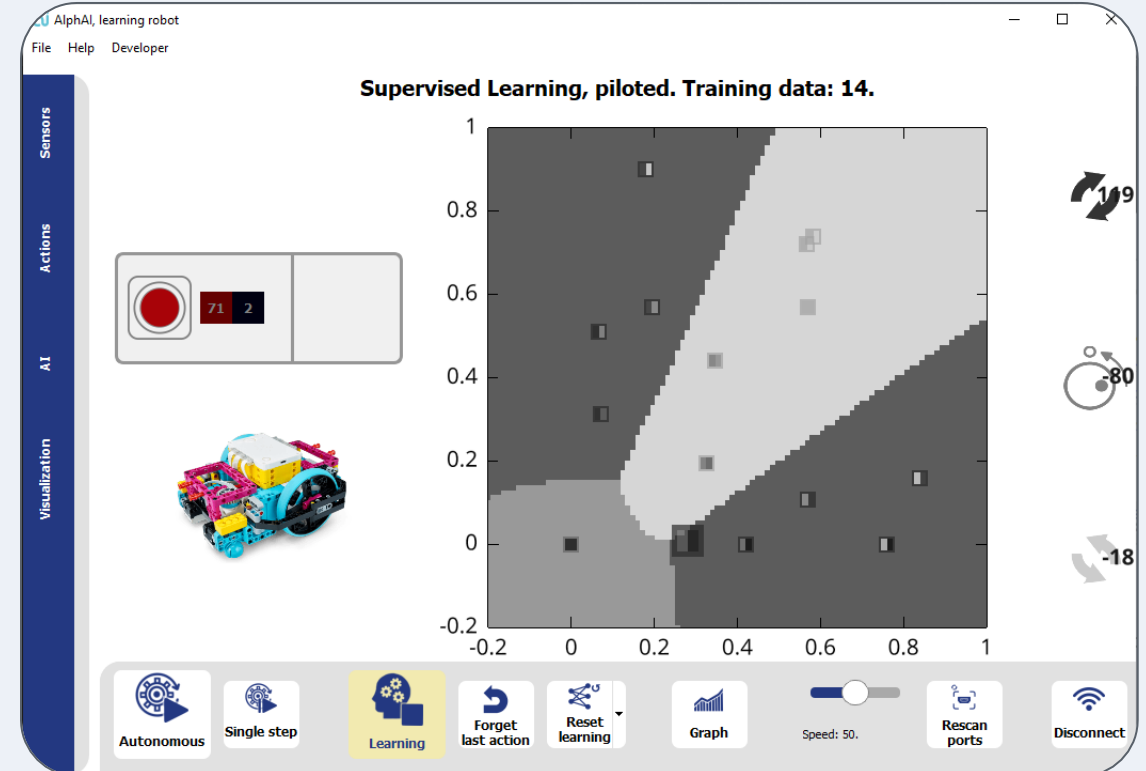 AlphAI, learning robot
File Help Developer
Sensors
Actions
AI
Visualization
Supervised Learning, piloted. Training data: 14.
1
0.8
0.6
0.4
0.2
0
-0.2
-0.2 0 0.2 0.4 0.6 0.8 1
71 2
119
-80
-18
Autonomous
Single step
Learning
Forget
last action
Reset
learning
Graph
Speed: 50.
Rescan
ports
Disconnect